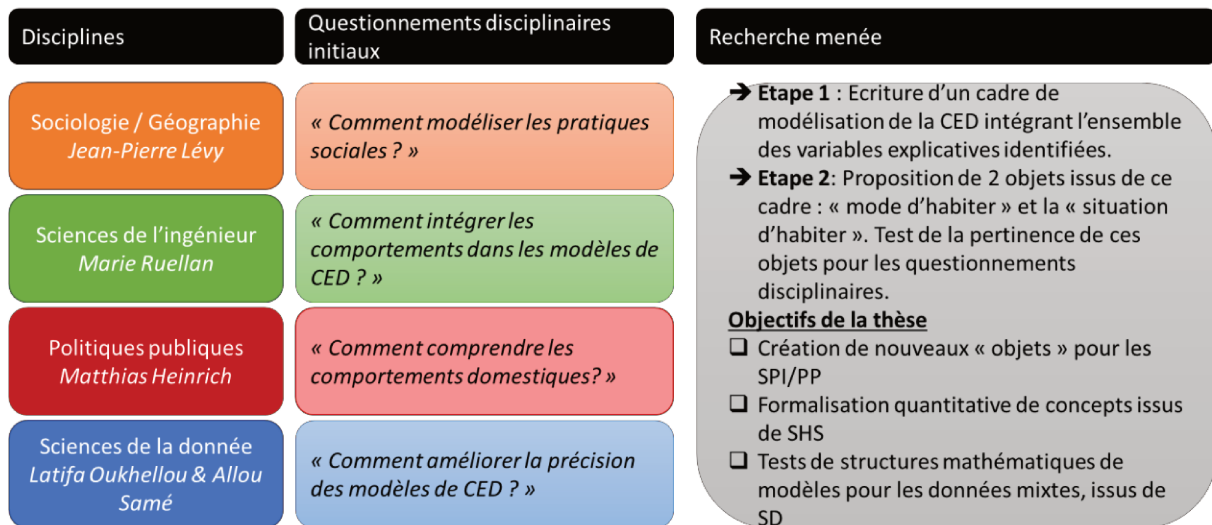 Disciplines
Questionnements disciplinaires
initiaux
Recherche menée
Sociologie / Géographie
Jean-Pierre Lévy
« Comment modéliser les pratiques
sociales ? »
Sciences de l'ingénieur
Marie Ruellan
« Comment intégrer les
comportements dans les modèles de
CED ? »
Politiques publiques
Matthias Heinrich
« Comment comprendre les
comportements domestiques? »
Sciences de la donnée
Latifa Oukhellou & Allou
Samé
« Comment améliorer la précision
des modèles de CED ? »
➔ Etape 1 : Ecriture d'un cadre de
modélisation de la CED intégrant l'ensemble
des variables explicatives identifiées.
➔ Etape 2: Proposition de 2 objets issus de ce
cadre : « mode d'habiter » et la « situation
d'habiter ». Test de la pertinence de ces
objets pour les questionnements
disciplinaires.
Objectifs de la thèse
❑ Création de nouveaux « objets » pour les
SPI/PP
❑ Formalisation quantitative de concepts issus
de SHS
❑ Tests de structures mathématiques de
modèles pour les données mixtes, issus de
SD